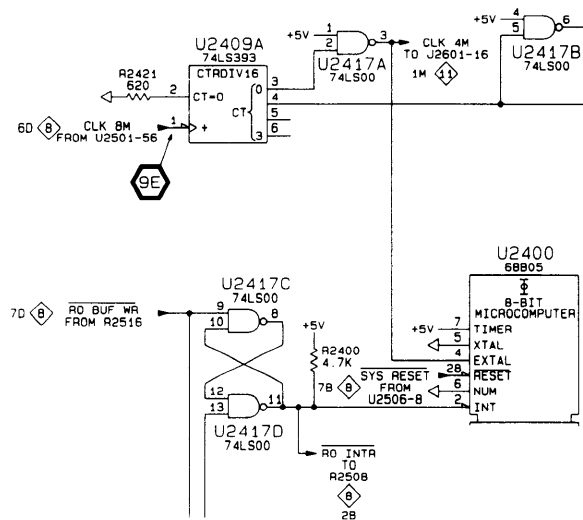 U2409A
74LS393
CTRDIV16
R2421
620
2
CT=0
CT
0
3
3
4
5
6
1
+
6D 8 CLK 8M
FROM U2501-56
9E
+5V
1
2
3
U2417A
74LS00
CLK 4M
TO J2601-16
1M 11
+5V
4
5
6
U2417B
74LS00
U2417C
74LS00
7D 8 RO BUF WR
FROM R2516
9
10
8
12
13
11
U2417D
74LS00
+5V
R2400
4.7K
7B 8
SYS RESET
FROM
U2506-8
RO INTR
TO
R2508
8
2B
U2400
68B05
8-BIT
MICROCOMPUTER
+5V 7 TIMER
5 XTAL
4 EXTAL
28 RESET
6 NUM
2 INT